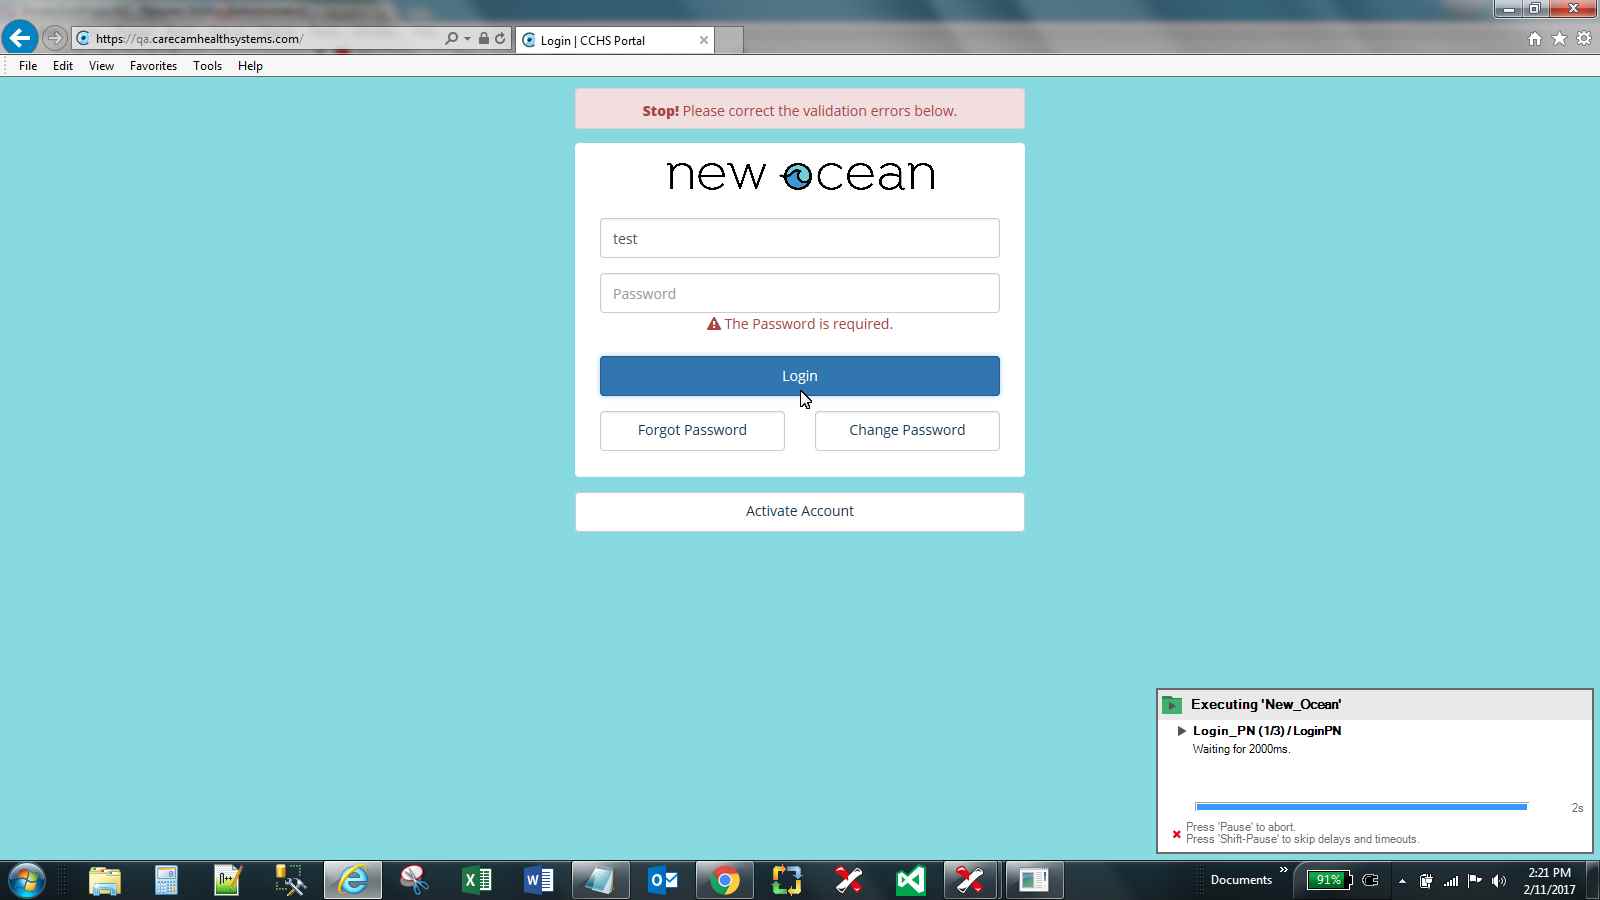 https://qa.carecamhealthsystems.com/
Login | CCHS Portal
File Edit View Favorites Tools Help
Stop! Please correct the validation errors below.
new ocean
test
Password
The Password is required.
Login
Forgot Password Change Password
Activate Account
Executing 'New_Ocean'
Login_PN (1/3) / LoginPN
Waiting for 2000ms.
2s
Press 'Pause' to abort.
Press 'Shift-Pause' to skip delays and timeouts.
Documents »
91%
2:21 PM
2/11/2017